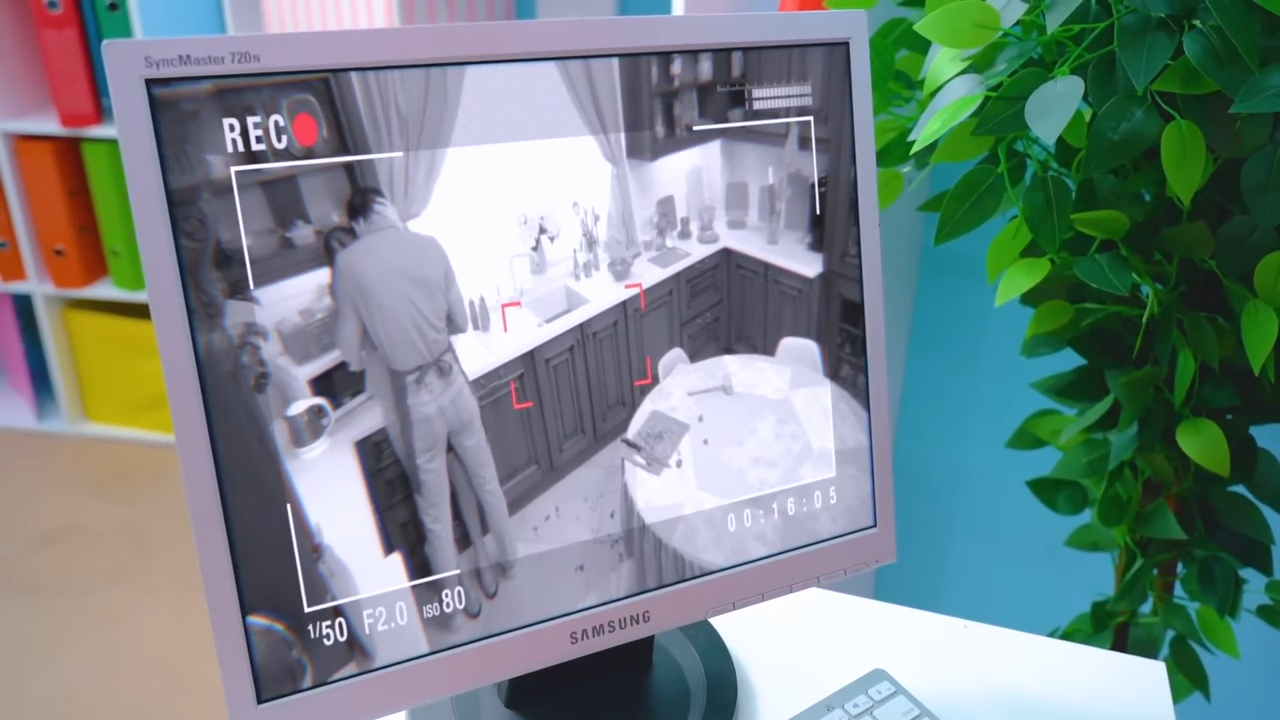 SyncMaster 720N
REC
00:16:05
1/50 F2.0 ISO 80
SAMSUNG